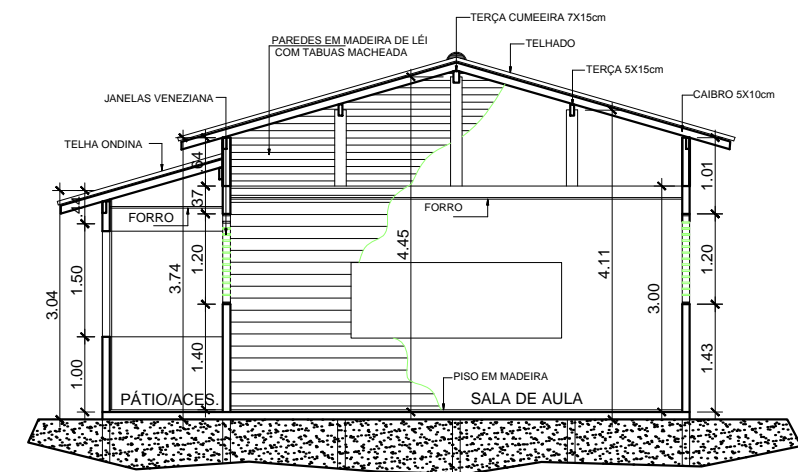 TERÇA CUMEEIRA 7X15cm
PAREDES EM MADEIRA DE LÉI
COM TABUAS MACHEADA
TELHADO
TERÇA 5X15cm
JANELAS VENEZIANA
CAIBRO 5X10cm
TELHA ONDINA
.64
1.01
.37
FORRO
FORRO
4.45
1.20
1.20
4.11
3.74
1.50
3.04
3.00
1.00
1.40
1.43
PISO EM MADEIRA
PÁTIO/ACES.
SALA DE AULA